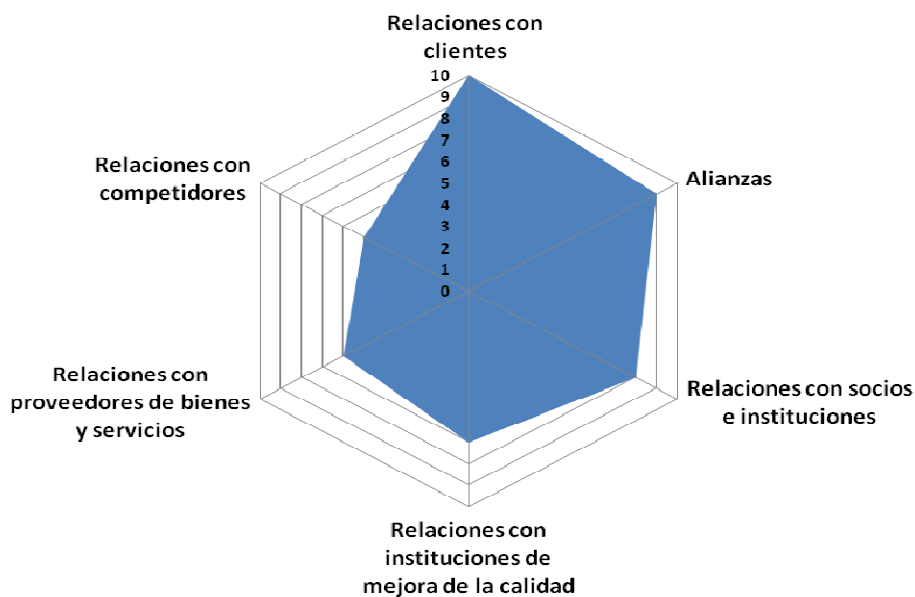 Relaciones con
clientes
10
9
8
7
6
5
4
3
2
1
0
Alianzas
Relaciones con socios
e instituciones
Relaciones con
instituciones de
mejora de la calidad
Relaciones con
proveedores de bienes
y servicios
Relaciones con
competidores